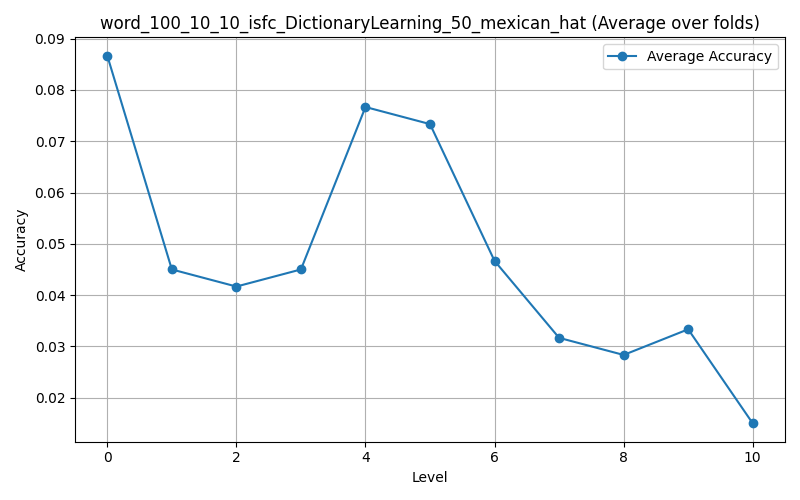 word_100_10_10_isfc_DictionaryLearning_50_mexican_hat (Average over folds)
Average Accuracy
Accuracy
0.09
0.08
0.07
0.06
0.05
0.04
0.03
0.02
0 2 4 6 8 10
Level